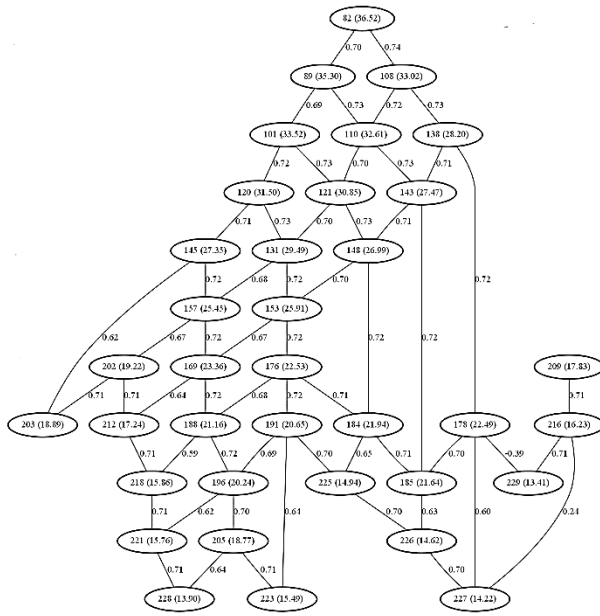 82 (36.52)
0.70 0.74
89 (35.30) 108 (33.02)
0.69 0.73 0.72 0.73
101 (33.52) 110 (32.61) 138 (28.20)
0.72 0.73 0.70 0.73 0.71
120 (31.50) 121 (30.85) 143 (27.47)
0.71 0.73 0.70 0.73 0.71
145 (27.35) 131 (29.49) 148 (26.99)
0.72 0.68 0.72 0.70 0.72
157 (25.45) 153 (25.91)
0.62 0.67 0.72 0.67 0.72 0.72 0.72
202 (19.22) 169 (23.36) 176 (22.53) 209 (17.83)
0.71 0.71 0.64 0.72 0.68 0.72 0.71 0.71
203 (18.89) 212 (17.24) 188 (21.16) 191 (20.65) 184 (21.94) 178 (22.49) 216 (16.23)
0.71 0.59 0.72 0.69 0.70 0.65 0.71 0.70 -0.39 0.71
218 (15.86) 196 (20.24) 225 (14.94) 185 (21.64) 229 (13.41)
0.71 0.62 0.70 0.64 0.70 0.63 0.60 0.24
221 (15.76) 205 (18.77) 226 (14.62)
0.71 0.64 0.71 0.70
228 (13.90) 223 (15.49) 227 (14.22)